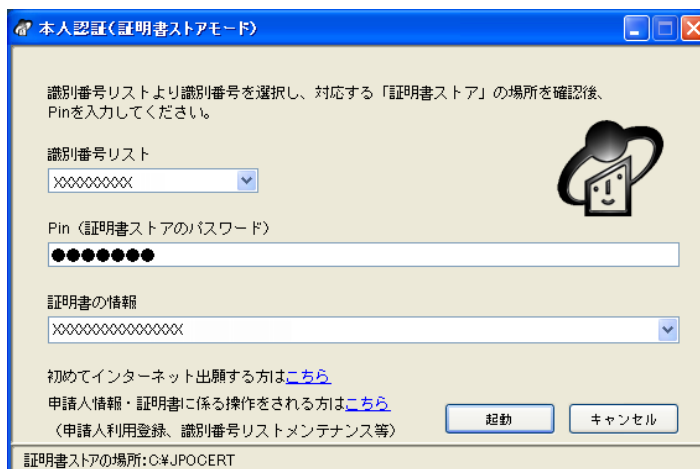 本人認証(証明書ストアモード)
識別番号リストより識別番号を選択し、対応する「証明書ストア」の場所を確認後、
Pinを入力してください。
識別番号リスト
XXXXXXXXXX
Pin（証明書ストアのパスワード）
●●●●●●●
証明書の情報
XXXXXXXXXXXXXXXX
初めてインターネット出願する方はこちら
申請人情報・証明書に係る操作をされる方はこちら
（申請人利用登録、識別番号リストメンテナンス等）
起動
キャンセル
証明書ストアの場所:C:¥JPOCERT